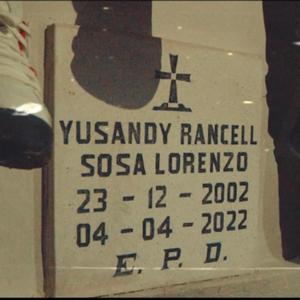 YUSANDY RANCELL
SOSA LORENZO
23 - 12 - 2002
04 - 04 - 2022
E. P. D.